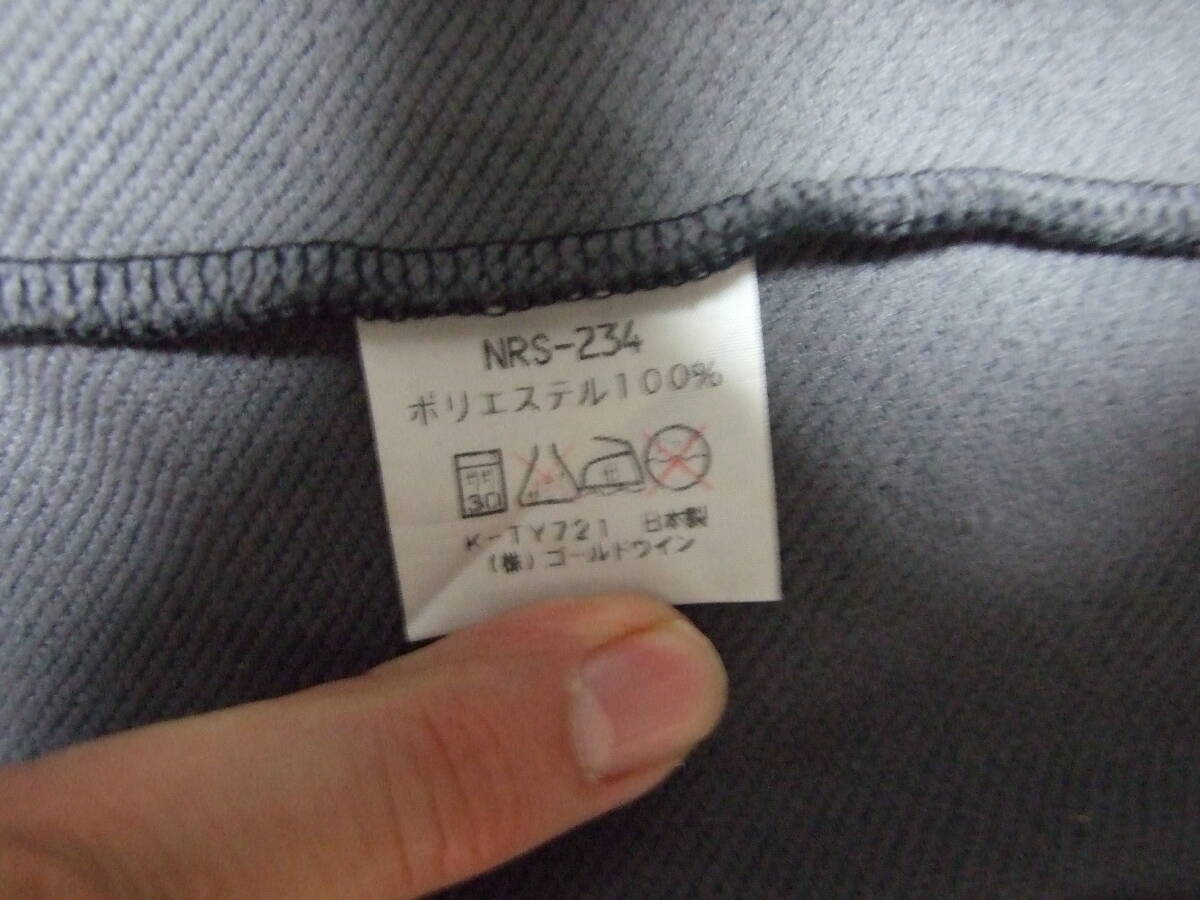 NRS-234
ポリエステル100%
30
K-TY721 日本製
(株)ゴールドウイン